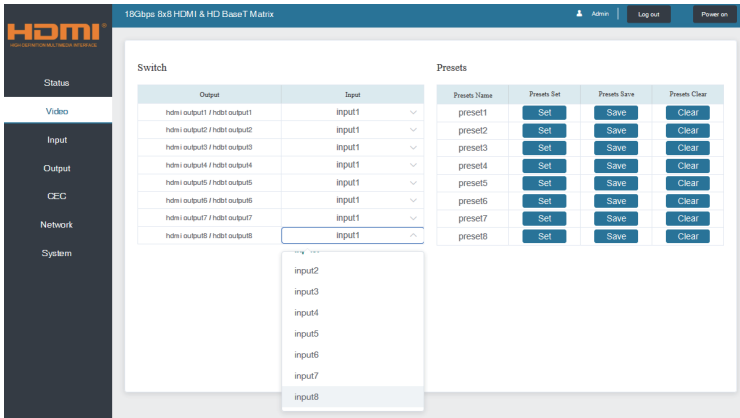 18Gbps 8x8 HDMI & HD BaseT Matrix
Admin
Log out
Power on
HDMI®
HIGH DEFINITION MULTIMEDIA INTERFACE
Status
Video
Input
Output
CEC
Network
System
Switch
Output Input
hdmi output1 / hdbt output1 input1
hdmi output2 / hdbt output2 input1
hdmi output3 / hdbt output3 input1
hdmi output4 / hdbt output4 input1
hdmi output5 / hdbt output5 input1
hdmi output6 / hdbt output6 input1
hdmi output7 / hdbt output7 input1
hdmi output8 / hdbt output8 input1
input2
input3
input4
input5
input6
input7
input8
Presets
Presets Name Presets Set Presets Save Presets Clear
preset1 Set Save Clear
preset2 Set Save Clear
preset3 Set Save Clear
preset4 Set Save Clear
preset5 Set Save Clear
preset6 Set Save Clear
preset7 Set Save Clear
preset8 Set Save Clear